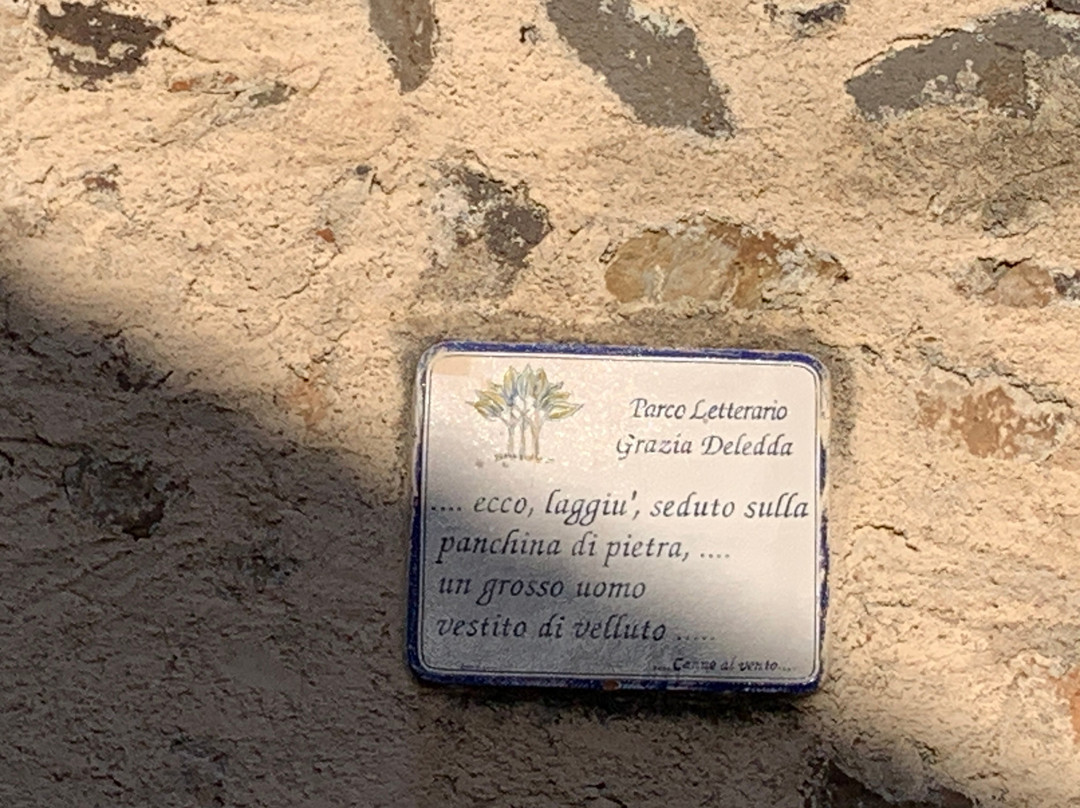 Parco Letterario
Grazia Deledda
.... ecco, laggiu', seduto sulla
panchina di pietra, ....
un grosso uomo
vestito di velluto .....
....Canne al vento....